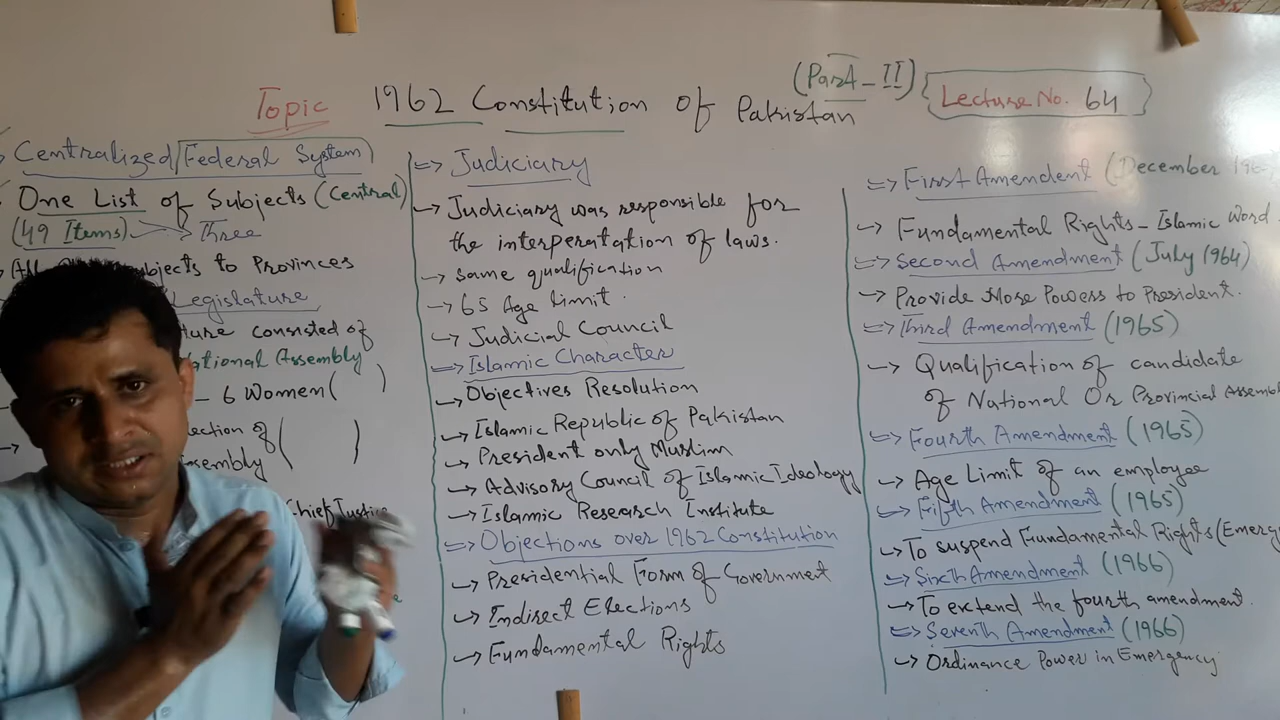 Topic 1962 Constitution of Pakistan (Part-II) Lecture No. 64
Centralized/Federal System
One List of Subjects (Central)
(49 Items) Three
Subjects to Provinces
Legislature
consisted of
National Assembly
- 6 Women ( )
of ( )
Assembly
Chief Justice
=> Judiciary
-> Judiciary was responsible for
the interperatation of laws.
-> same qualification
-> 65 Age Limit.
-> Judicial Council
=> Islamic Character
-> Objectives Resolution
-> Islamic Republic of Pakistan
-> President only Muslim
-> Advisory Council of Islamic Ideology
-> Islamic Research Institute
=> Objections over 1962 Constitution
-> Presidential Form of Government
-> Indirect Elections
-> Fundamental Rights
=> First Amendent (December
-> Fundamental Rights - Islamic Word
=> Second Amendment (July 1964)
-> Provide More Powess to President.
=> Third Amendment (1965)
-> Qualification of candidate
of National Or Provincial Assemb
=> Fourth Amendment (1965)
-> Age Limit of an employee
=> Fifth Amendment (1965)
-> To suspend Fundamental Rights (Emerg
=> Sixth Amendment (1966)
-> To extend the fourth amendment.
=> Seventh Amendment (1966)
-> Ordinance Power in Emergency